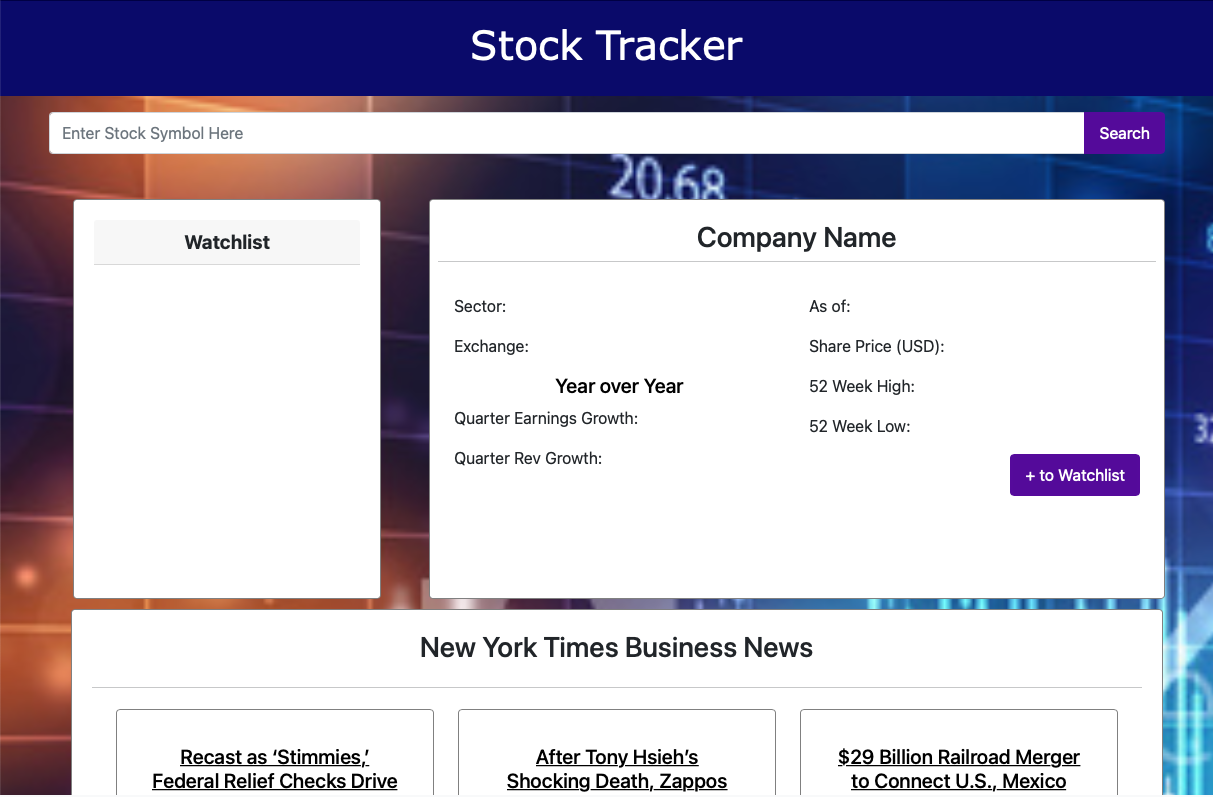 Stock Tracker
Enter Stock Symbol Here
Search
20.68
Watchlist
Company Name
Sector:
Exchange:
Year over Year
Quarter Earnings Growth:
Quarter Rev Growth:
As of:
Share Price (USD):
52 Week High:
52 Week Low:
+ to Watchlist
New York Times Business News
Recast as ‘Stimmies,’
Federal Relief Checks Drive
After Tony Hsieh’s
Shocking Death, Zappos
$29 Billion Railroad Merger
to Connect U.S., Mexico